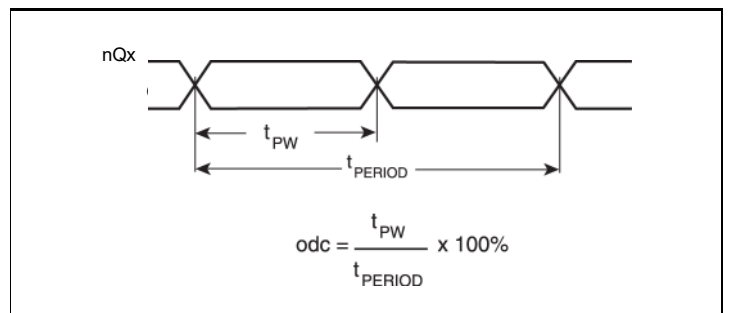 nQx
tPW
tPERIOD
odc = tPW / tPERIOD x 100%